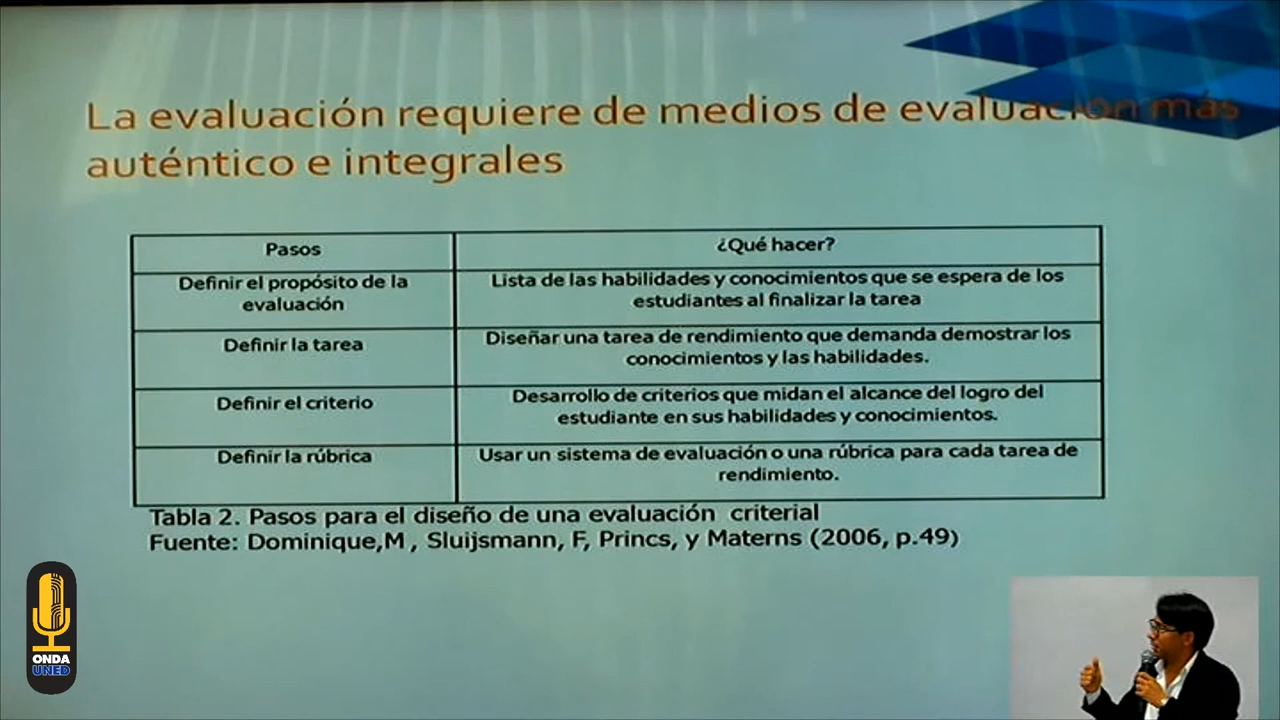 La evaluación requiere de medios de evaluación más
auténtico e integrales
Pasos
¿Qué hacer?
Definir el propósito de la
evaluación
Lista de las habilidades y conocimientos que se espera de los
estudiantes al finalizar la tarea
Definir la tarea
Diseñar una tarea de rendimiento que demanda demostrar los
conocimientos y las habilidades.
Definir el criterio
Desarrollo de criterios que midan el alcance del logro del
estudiante en sus habilidades y conocimientos.
Definir la rúbrica
Usar un sistema de evaluación o una rúbrica para cada tarea de
rendimiento.
Tabla 2. Pasos para el diseño de una evaluación criterial
Fuente: Dominique,M , Sluijsmann, F, Princs, y Materns (2006, p.49)
ONDA
UNED